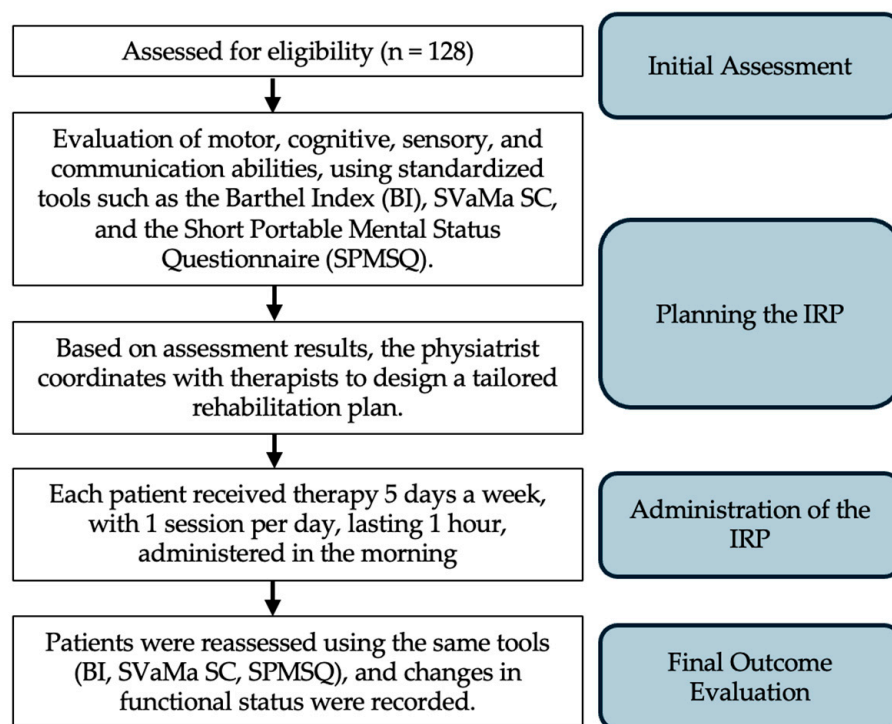 Assessed for eligibility (n = 128)
Initial Assessment
Evaluation of motor, cognitive, sensory, and
communication abilities, using standardized
tools such as the Barthel Index (BI), SVaMa SC,
and the Short Portable Mental Status
Questionnaire (SPMSQ).
Planning the IRP
Based on assessment results, the physiatrist
coordinates with therapists to design a tailored
rehabilitation plan.
Each patient received therapy 5 days a week,
with 1 session per day, lasting 1 hour,
administered in the morning
Administration of the
IRP
Patients were reassessed using the same tools
(BI, SVaMa SC, SPMSQ), and changes in
functional status were recorded.
Final Outcome
Evaluation